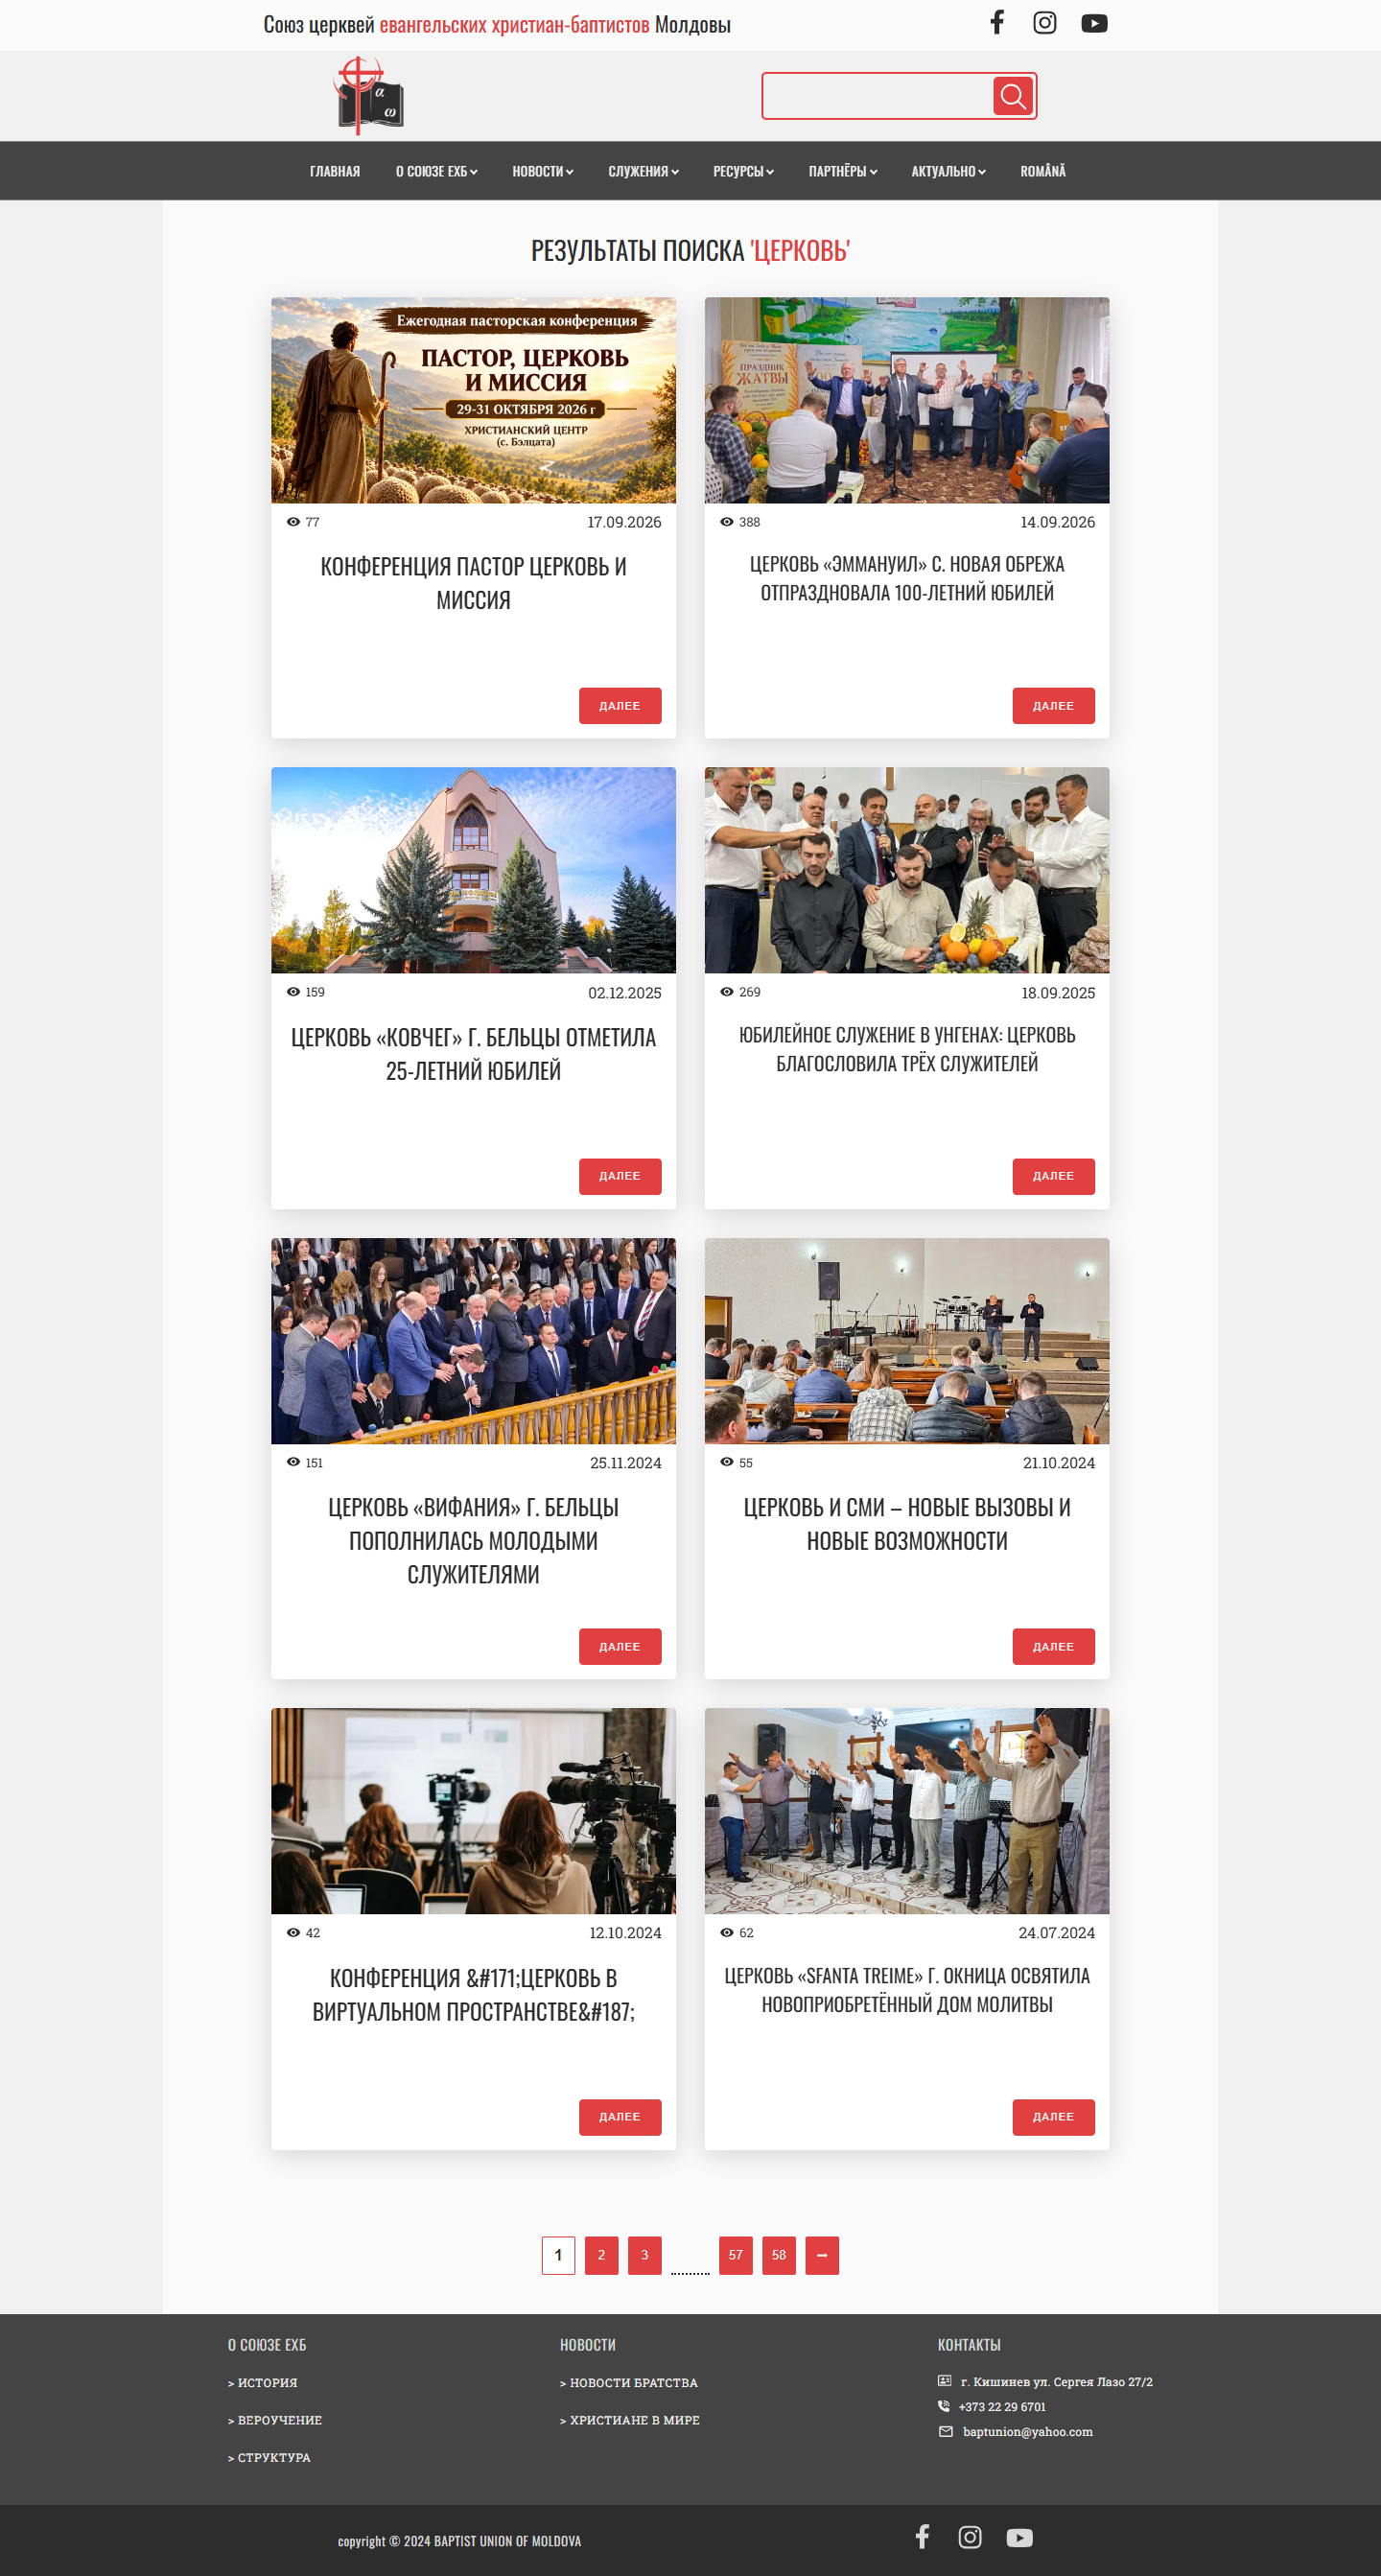 Союз церквей евангельских христиан-баптистов Молдовы
α
ω
ГЛАВНАЯ О СОЮЗЕ ЕХБ НОВОСТИ СЛУЖЕНИЯ РЕСУРСЫ ПАРТНЁРЫ АКТУАЛЬНО ROMÂNĂ
РЕЗУЛЬТАТЫ ПОИСКА 'ЦЕРКОВЬ'
Ежегодная пасторская конференция
ПАСТОР, ЦЕРКОВЬ
И МИССИЯ
29-31 ОКТЯБРЯ 2026 г
ХРИСТИАНСКИЙ ЦЕНТР
(с. Бэлцата)
77 17.09.2026
КОНФЕРЕНЦИЯ ПАСТОР ЦЕРКОВЬ И
МИССИЯ
ДАЛЕЕ
ПРАЗДНИК
ЖАТВЫ
388 14.09.2026
ЦЕРКОВЬ «ЭММАНУИЛ» С. НОВАЯ ОБРЕЖА
ОТПРАЗДНОВАЛА 100-ЛЕТНИЙ ЮБИЛЕЙ
ДАЛЕЕ
159 02.12.2025
ЦЕРКОВЬ «КОВЧЕГ» Г. БЕЛЬЦЫ ОТМЕТИЛА
25-ЛЕТНИЙ ЮБИЛЕЙ
ДАЛЕЕ
269 18.09.2025
ЮБИЛЕЙНОЕ СЛУЖЕНИЕ В УНГЕНАХ: ЦЕРКОВЬ
БЛАГОСЛОВИЛА ТРЁХ СЛУЖИТЕЛЕЙ
ДАЛЕЕ
151 25.11.2024
ЦЕРКОВЬ «ВИФАНИЯ» Г. БЕЛЬЦЫ
ПОПОЛНИЛАСЬ МОЛОДЫМИ
СЛУЖИТЕЛЯМИ
ДАЛЕЕ
55 21.10.2024
ЦЕРКОВЬ И СМИ – НОВЫЕ ВЫЗОВЫ И
НОВЫЕ ВОЗМОЖНОСТИ
ДАЛЕЕ
42 12.10.2024
КОНФЕРЕНЦИЯ &#171;ЦЕРКОВЬ В
ВИРТУАЛЬНОМ ПРОСТРАНСТВЕ&#187;
ДАЛЕЕ
62 24.07.2024
ЦЕРКОВЬ «SFANTA TREIME» Г. ОКНИЦА ОСВЯТИЛА
НОВОПРИОБРЕТЁННЫЙ ДОМ МОЛИТВЫ
ДАЛЕЕ
1 2 3 57 58
О СОЮЗЕ ЕХБ
> ИСТОРИЯ
> ВЕРОУЧЕНИЕ
> СТРУКТУРА
НОВОСТИ
> НОВОСТИ БРАТСТВА
> ХРИСТИАНЕ В МИРЕ
КОНТАКТЫ
г. Кишинев ул. Сергея Лазо 27/2
+373 22 29 6701
baptunion@yahoo.com
copyright © 2024 BAPTIST UNION OF MOLDOVA